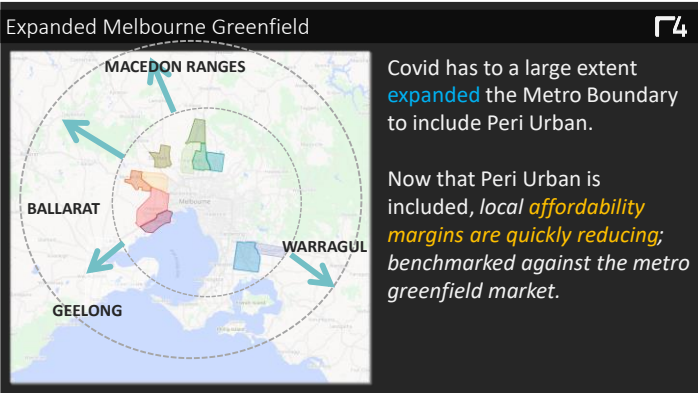 Expanded Melbourne Greenfield
r4
MACEDON RANGES
Melbourne
BALLARAT
WARRAGUL
GEELONG
Covid has to a large extent
expanded the Metro Boundary
to include Peri Urban.
Now that Peri Urban is
included, local affordability
margins are quickly reducing;
benchmarked against the metro
greenfield market.